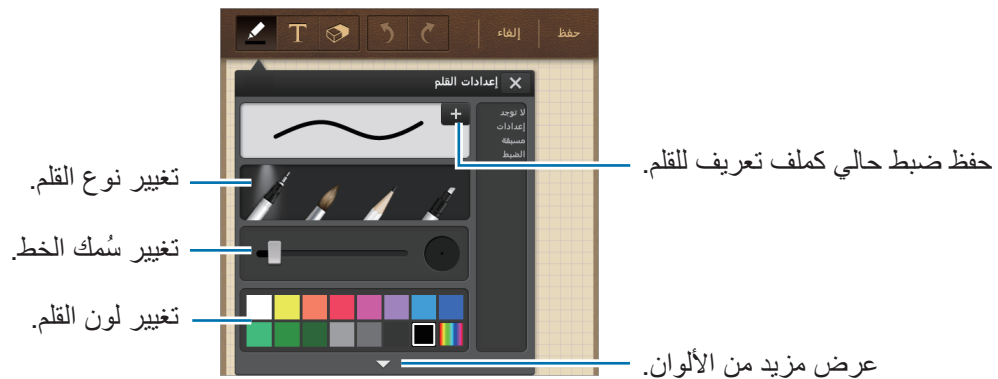 حفظ
إلغاء
T
إعدادات القلم
لا توجد
إعدادات
مسبقة
الضبط
حفظ ضبط حالي كملف تعريف للقلم.
تغيير نوع القلم.
تغيير سُمك الخط.
تغيير لون القلم.
عرض مزيد من الألوان.